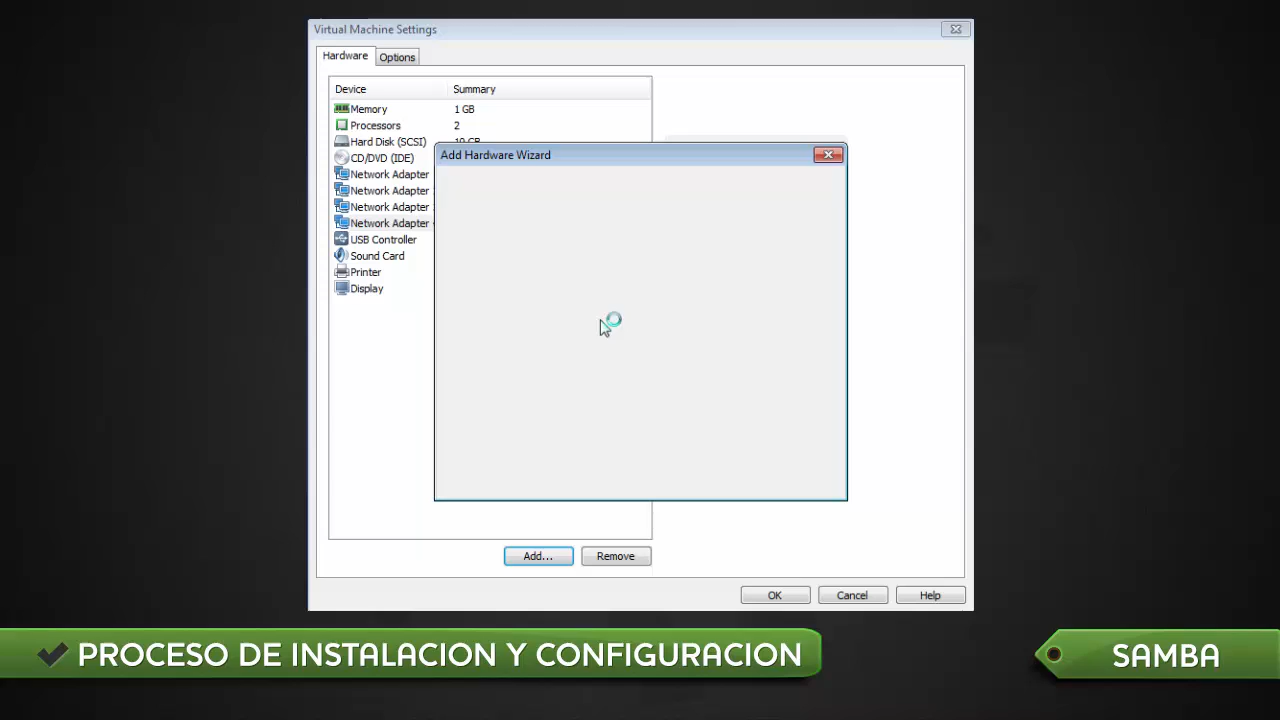 Virtual Machine Settings
Hardware Options
Device Summary
Memory 1 GB
Processors 2
Hard Disk (SCSI) 10 GB
Add Hardware Wizard
CD/DVD (IDE)
Network Adapter
Network Adapter
Network Adapter
Network Adapter
USB Controller
Sound Card
Printer
Display
Add... Remove
OK Cancel Help
PROCESO DE INSTALACION Y CONFIGURACION
SAMBA